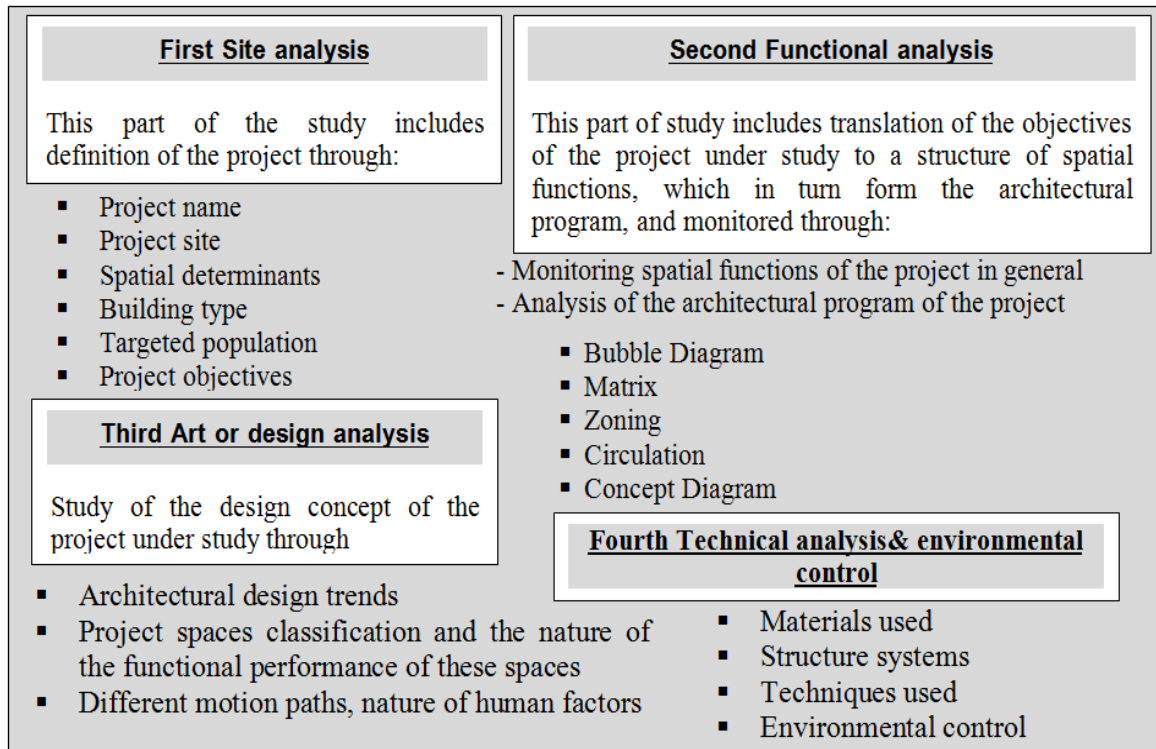 First Site analysis
This part of the study includes
definition of the project through:
▪ Project name
▪ Project site
▪ Spatial determinants
▪ Building type
▪ Targeted population
▪ Project objectives
Second Functional analysis
This part of study includes translation of the objectives
of the project under study to a structure of spatial
functions, which in turn form the architectural
program, and monitored through:
- Monitoring spatial functions of the project in general
- Analysis of the architectural program of the project
▪ Bubble Diagram
▪ Matrix
▪ Zoning
▪ Circulation
▪ Concept Diagram
Third Art or design analysis
Study of the design concept of the
project under study through
▪ Architectural design trends
▪ Project spaces classification and the nature of
the functional performance of these spaces
▪ Different motion paths, nature of human factors
Fourth Technical analysis& environmental
control
▪ Materials used
▪ Structure systems
▪ Techniques used
▪ Environmental control